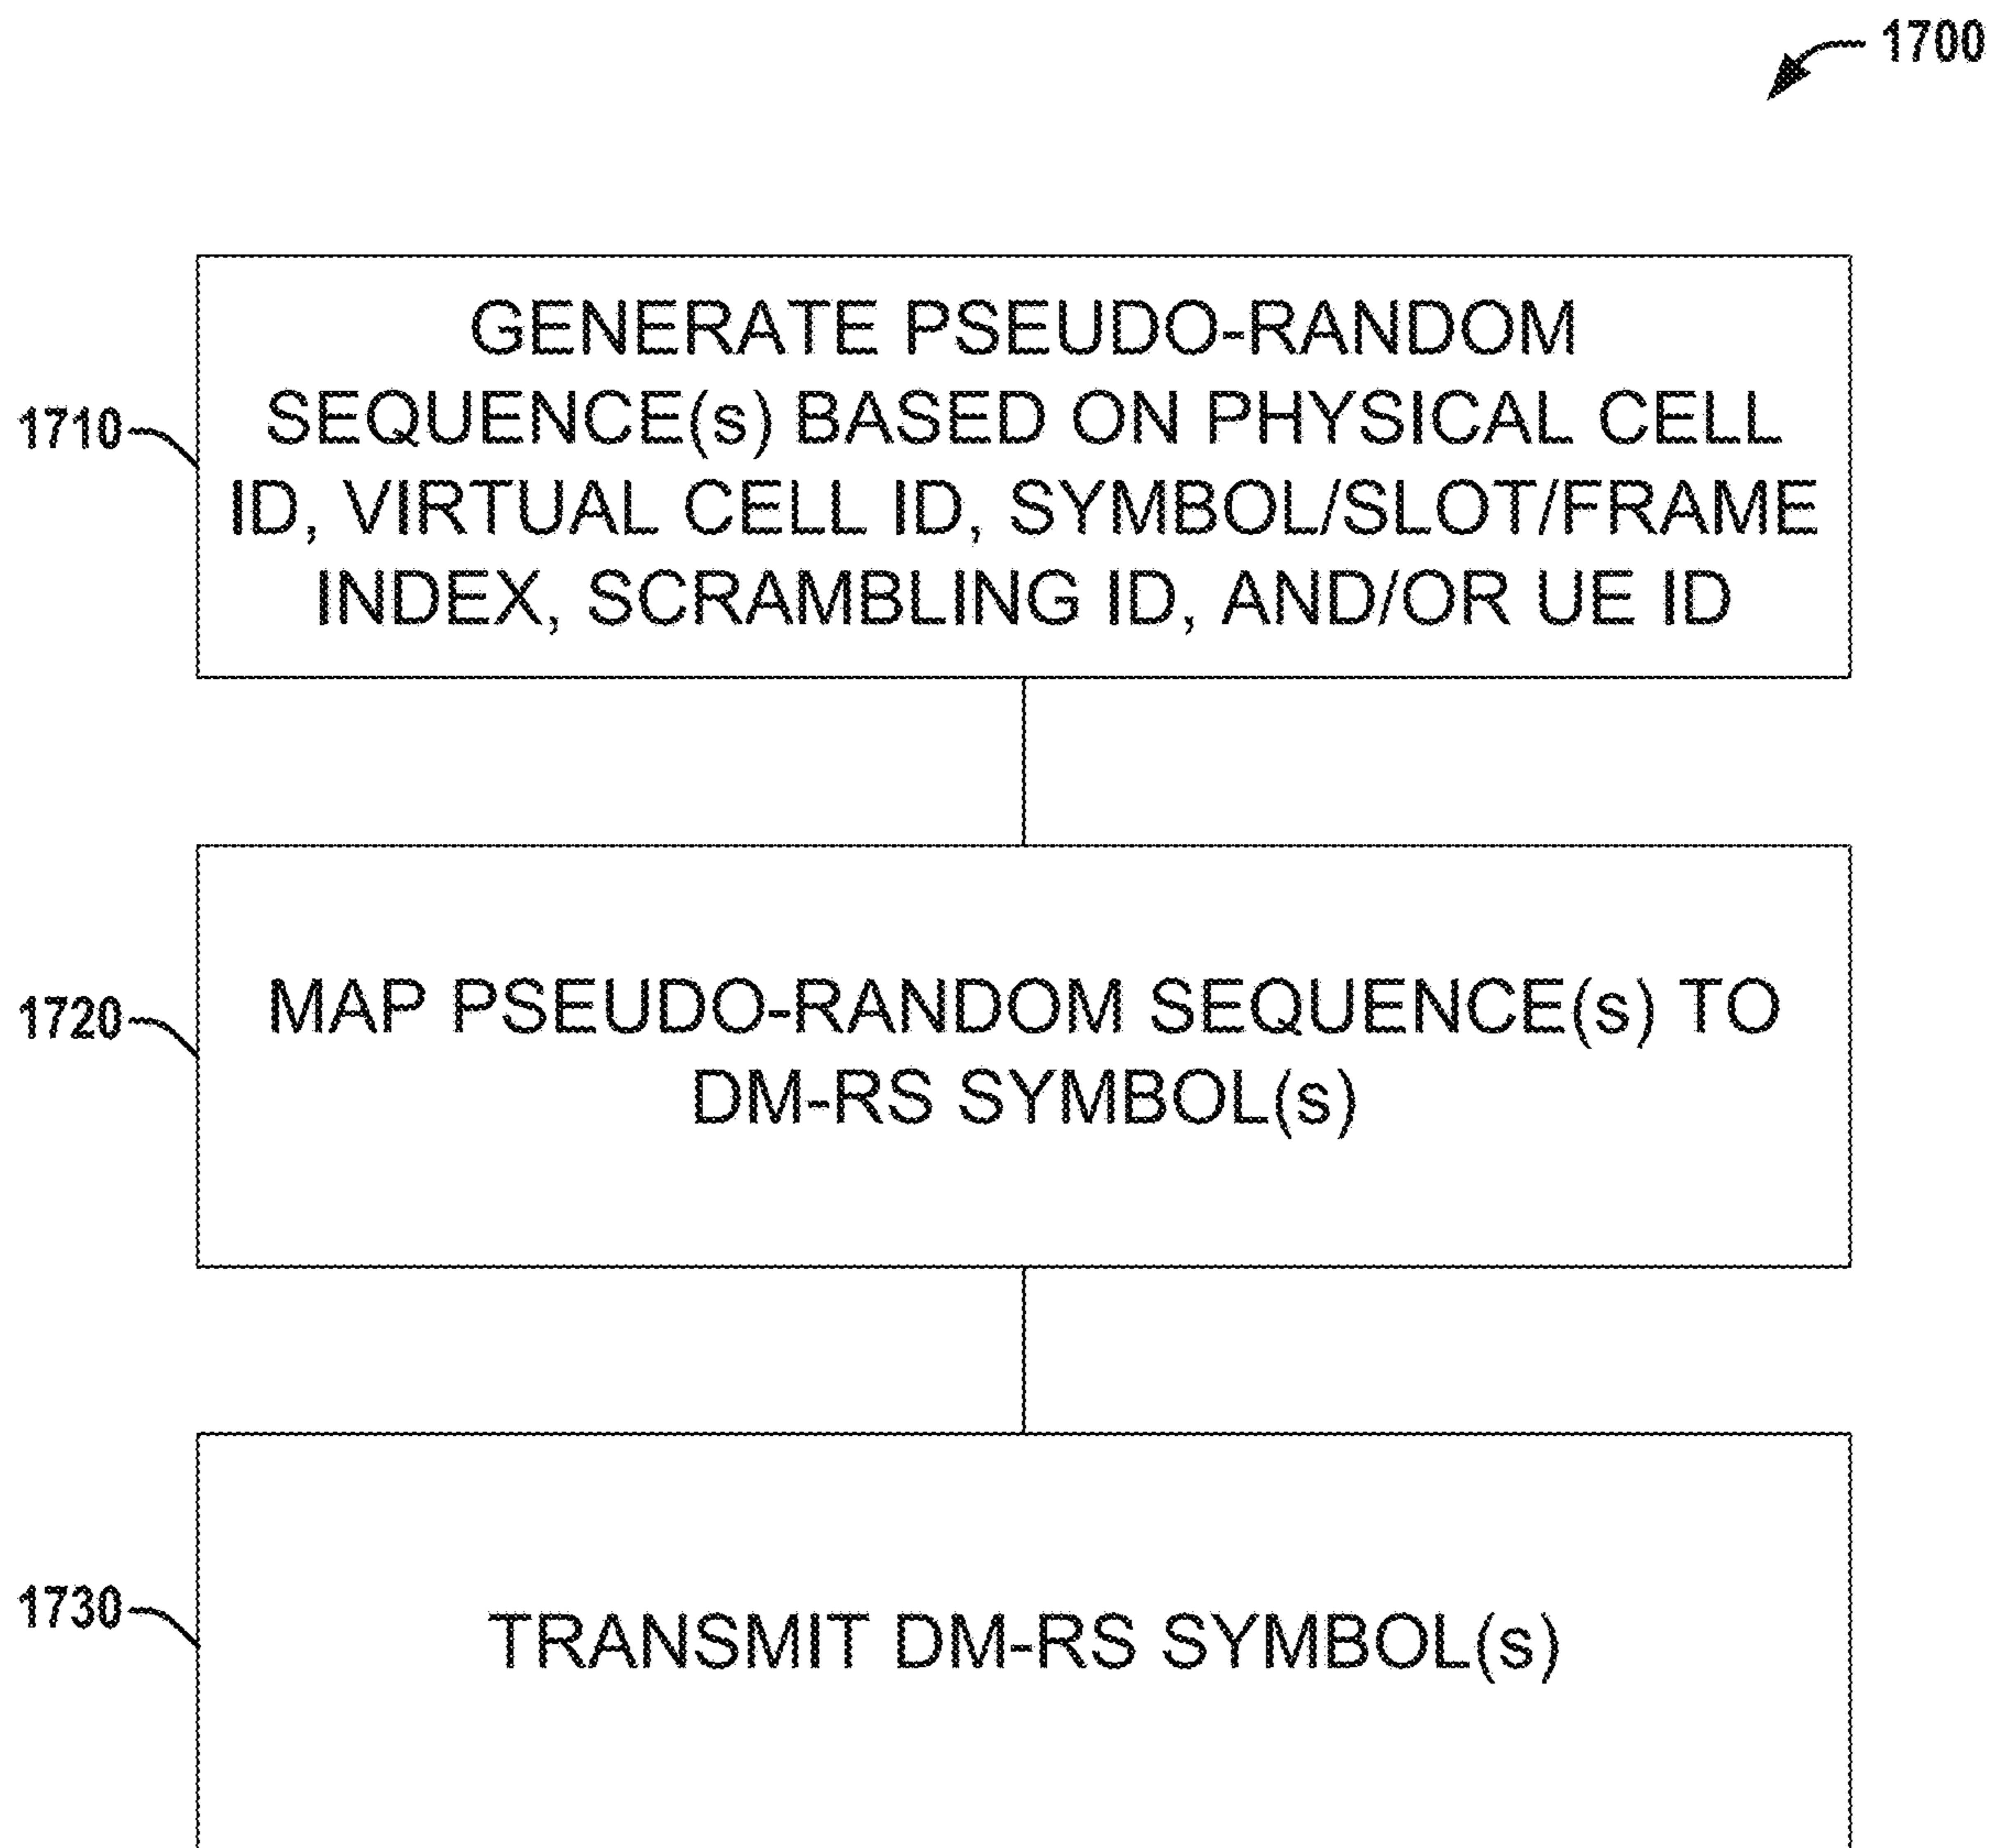 1700
GENERATE PSEUDO-RANDOM
SEQUENCE(s) BASED ON PHYSICAL CELL
ID, VIRTUAL CELL ID, SYMBOL/SLOT/FRAME
INDEX, SCRAMBLING ID, AND/OR UE ID
1710
MAP PSEUDO-RANDOM SEQUENCE(s) TO
DM-RS SYMBOL(s)
1720
TRANSMIT DM-RS SYMBOL(s)
1730